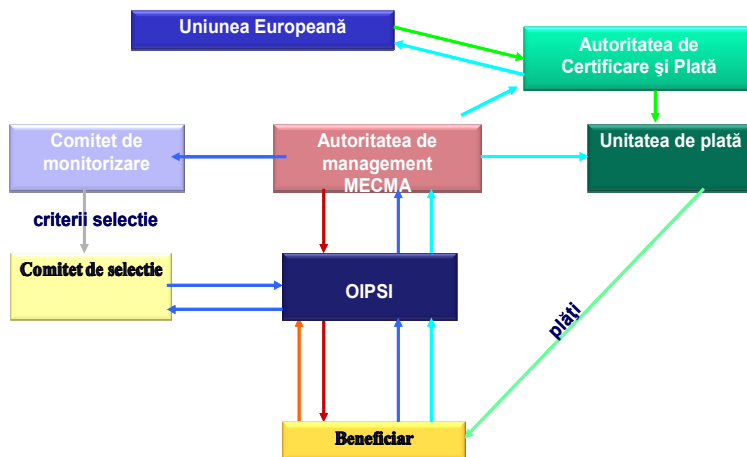 Uniunea Europeană
Autoritatea de
Certificare şi Plată
Comitet de
monitorizare
Autoritatea de
management
MECMA
Unitatea de plată
criterii selectie
Comitet de selectie
OIPSI
plăţi
Beneficiar